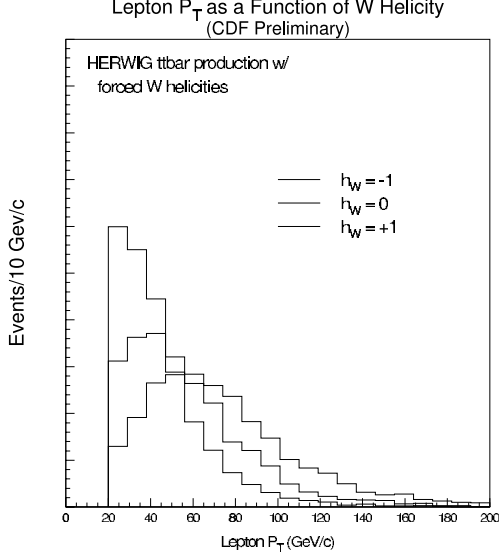 Lepton P_T as a Function of W Helicity
(CDF Preliminary)
HERWIG ttbar production w/
forced W helicities
h_W = -1
h_W = 0
h_W = +1
Events/10 Gev/c
0 20 40 60 80 100 120 140 160 180 200
Lepton P_T (GeV/c)